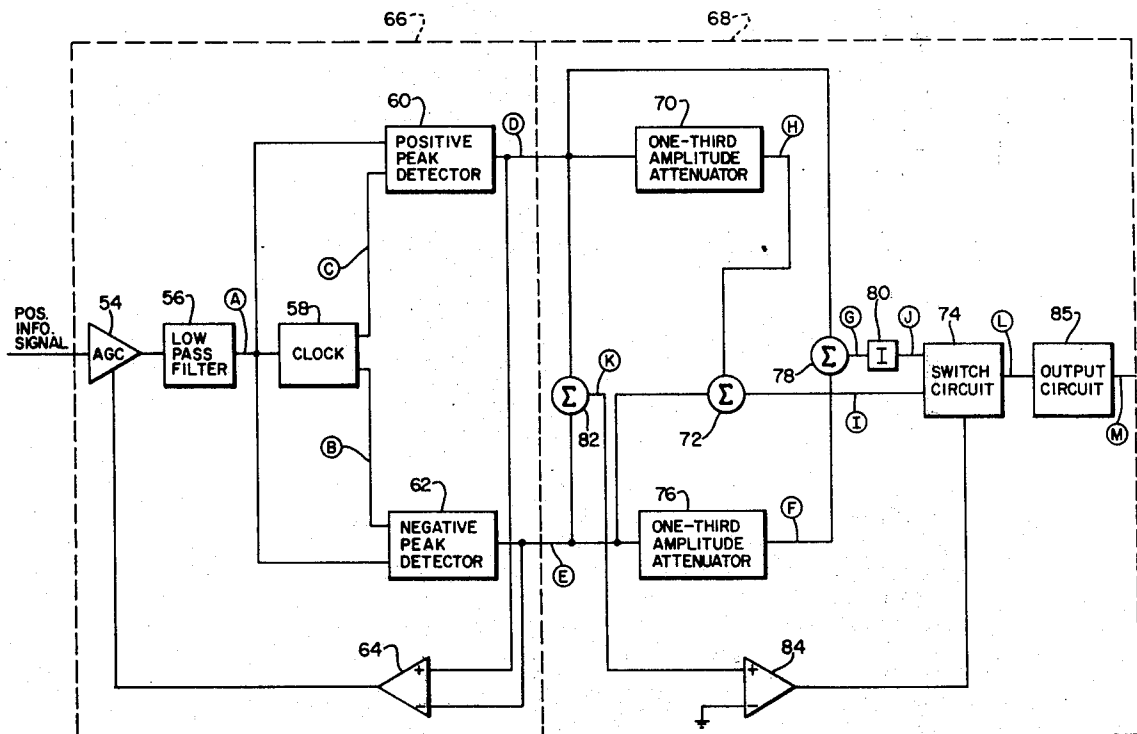 66
68
60
POSITIVE
PEAK
DETECTOR
D
70
ONE-THIRD
AMPLITUDE
ATTENUATOR
H
C
POS.
INFO.
SIGNAL
54
AGC
56
LOW
PASS
FILTER
A
58
CLOCK
B
Σ
K
82
Σ
72
Σ
78
G
80
I
J
I
74
SWITCH
CIRCUIT
L
85
OUTPUT
CIRCUIT
M
62
NEGATIVE
PEAK
DETECTOR
E
76
ONE-THIRD
AMPLITUDE
ATTENUATOR
F
64
+
−
84
+
−